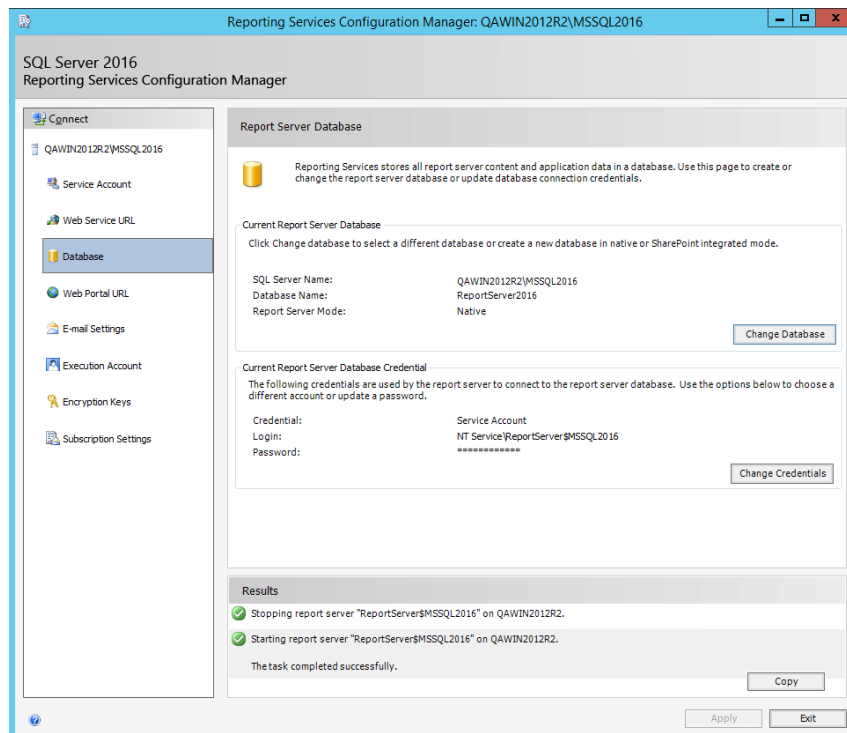 Reporting Services Configuration Manager: QAWIN2012R2\MSSQL2016
SQL Server 2016
Reporting Services Configuration Manager
Connect
QAWIN2012R2\MSSQL2016
Service Account
Web Service URL
Database
Web Portal URL
E-mail Settings
Execution Account
Encryption Keys
Subscription Settings
Report Server Database
Reporting Services stores all report server content and application data in a database. Use this page to create or
change the report server database or update database connection credentials.
Current Report Server Database
Click Change database to select a different database or create a new database in native or SharePoint integrated mode.
SQL Server Name: QAWIN2012R2\MSSQL2016
Database Name: ReportServer2016
Report Server Mode: Native
Change Database
Current Report Server Database Credential
The following credentials are used by the report server to connect to the report server database. Use the options below to choose a
different account or update a password.
Credential: Service Account
Login: NT Service\ReportServer$MSSQL2016
Password: ************
Change Credentials
Results
Stopping report server "ReportServer$MSSQL2016" on QAWIN2012R2.
Starting report server "ReportServer$MSSQL2016" on QAWIN2012R2.
The task completed successfully.
Copy
Apply
Exit